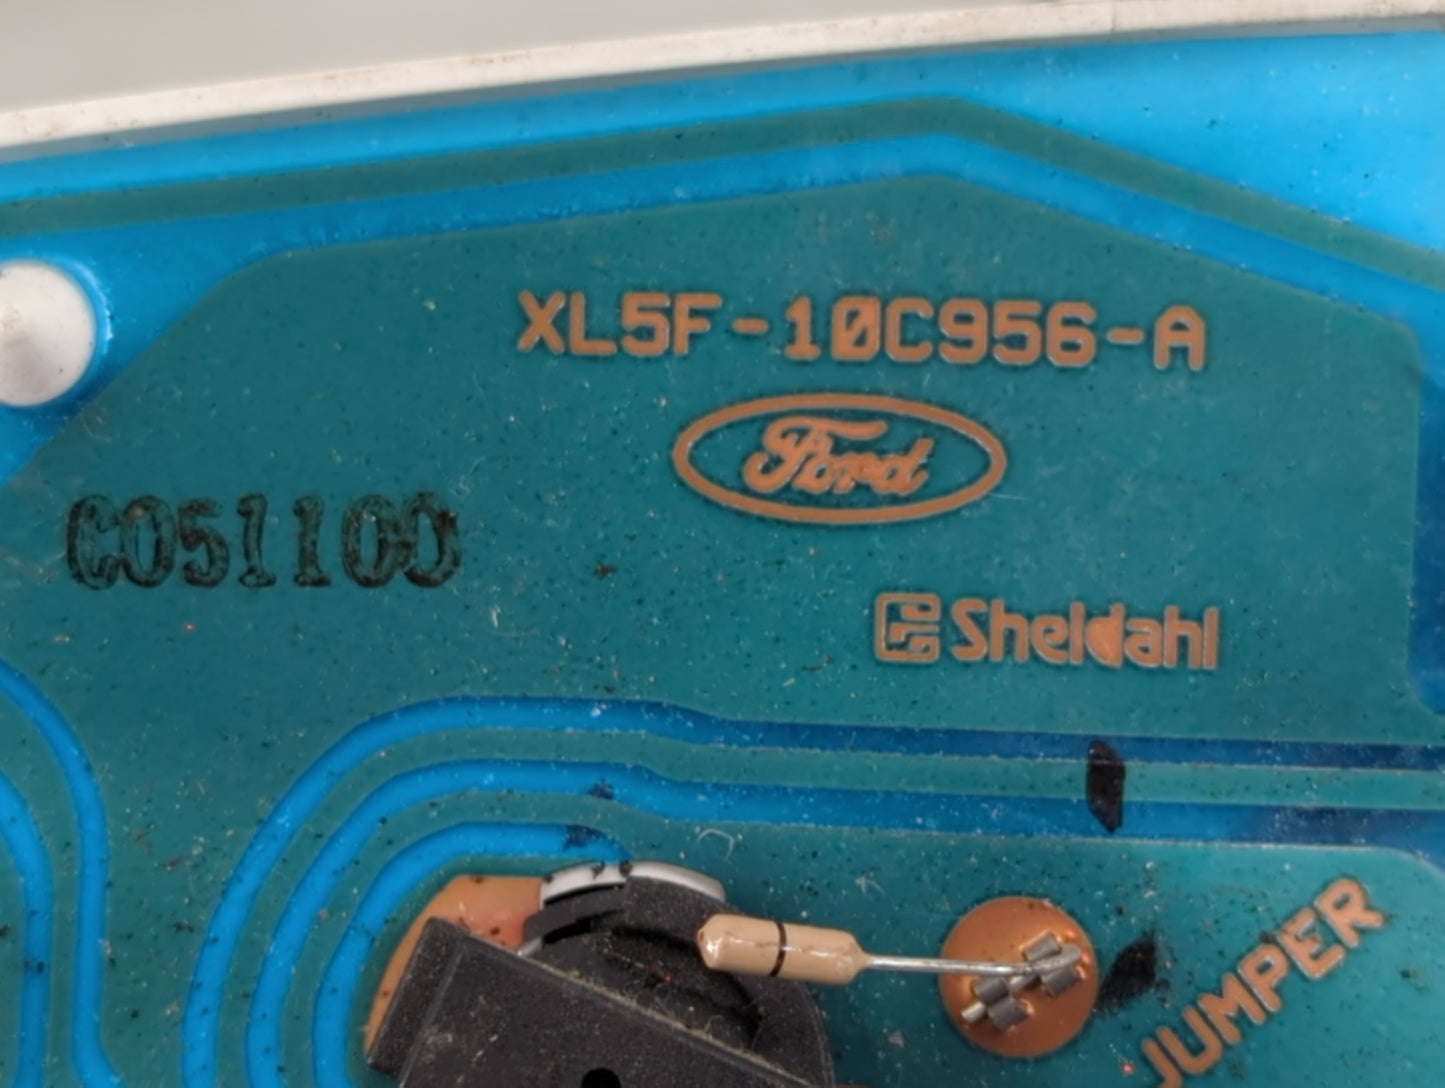 XL5F-10C956-A
Ford
C051100
Sheldahl
JUMPER